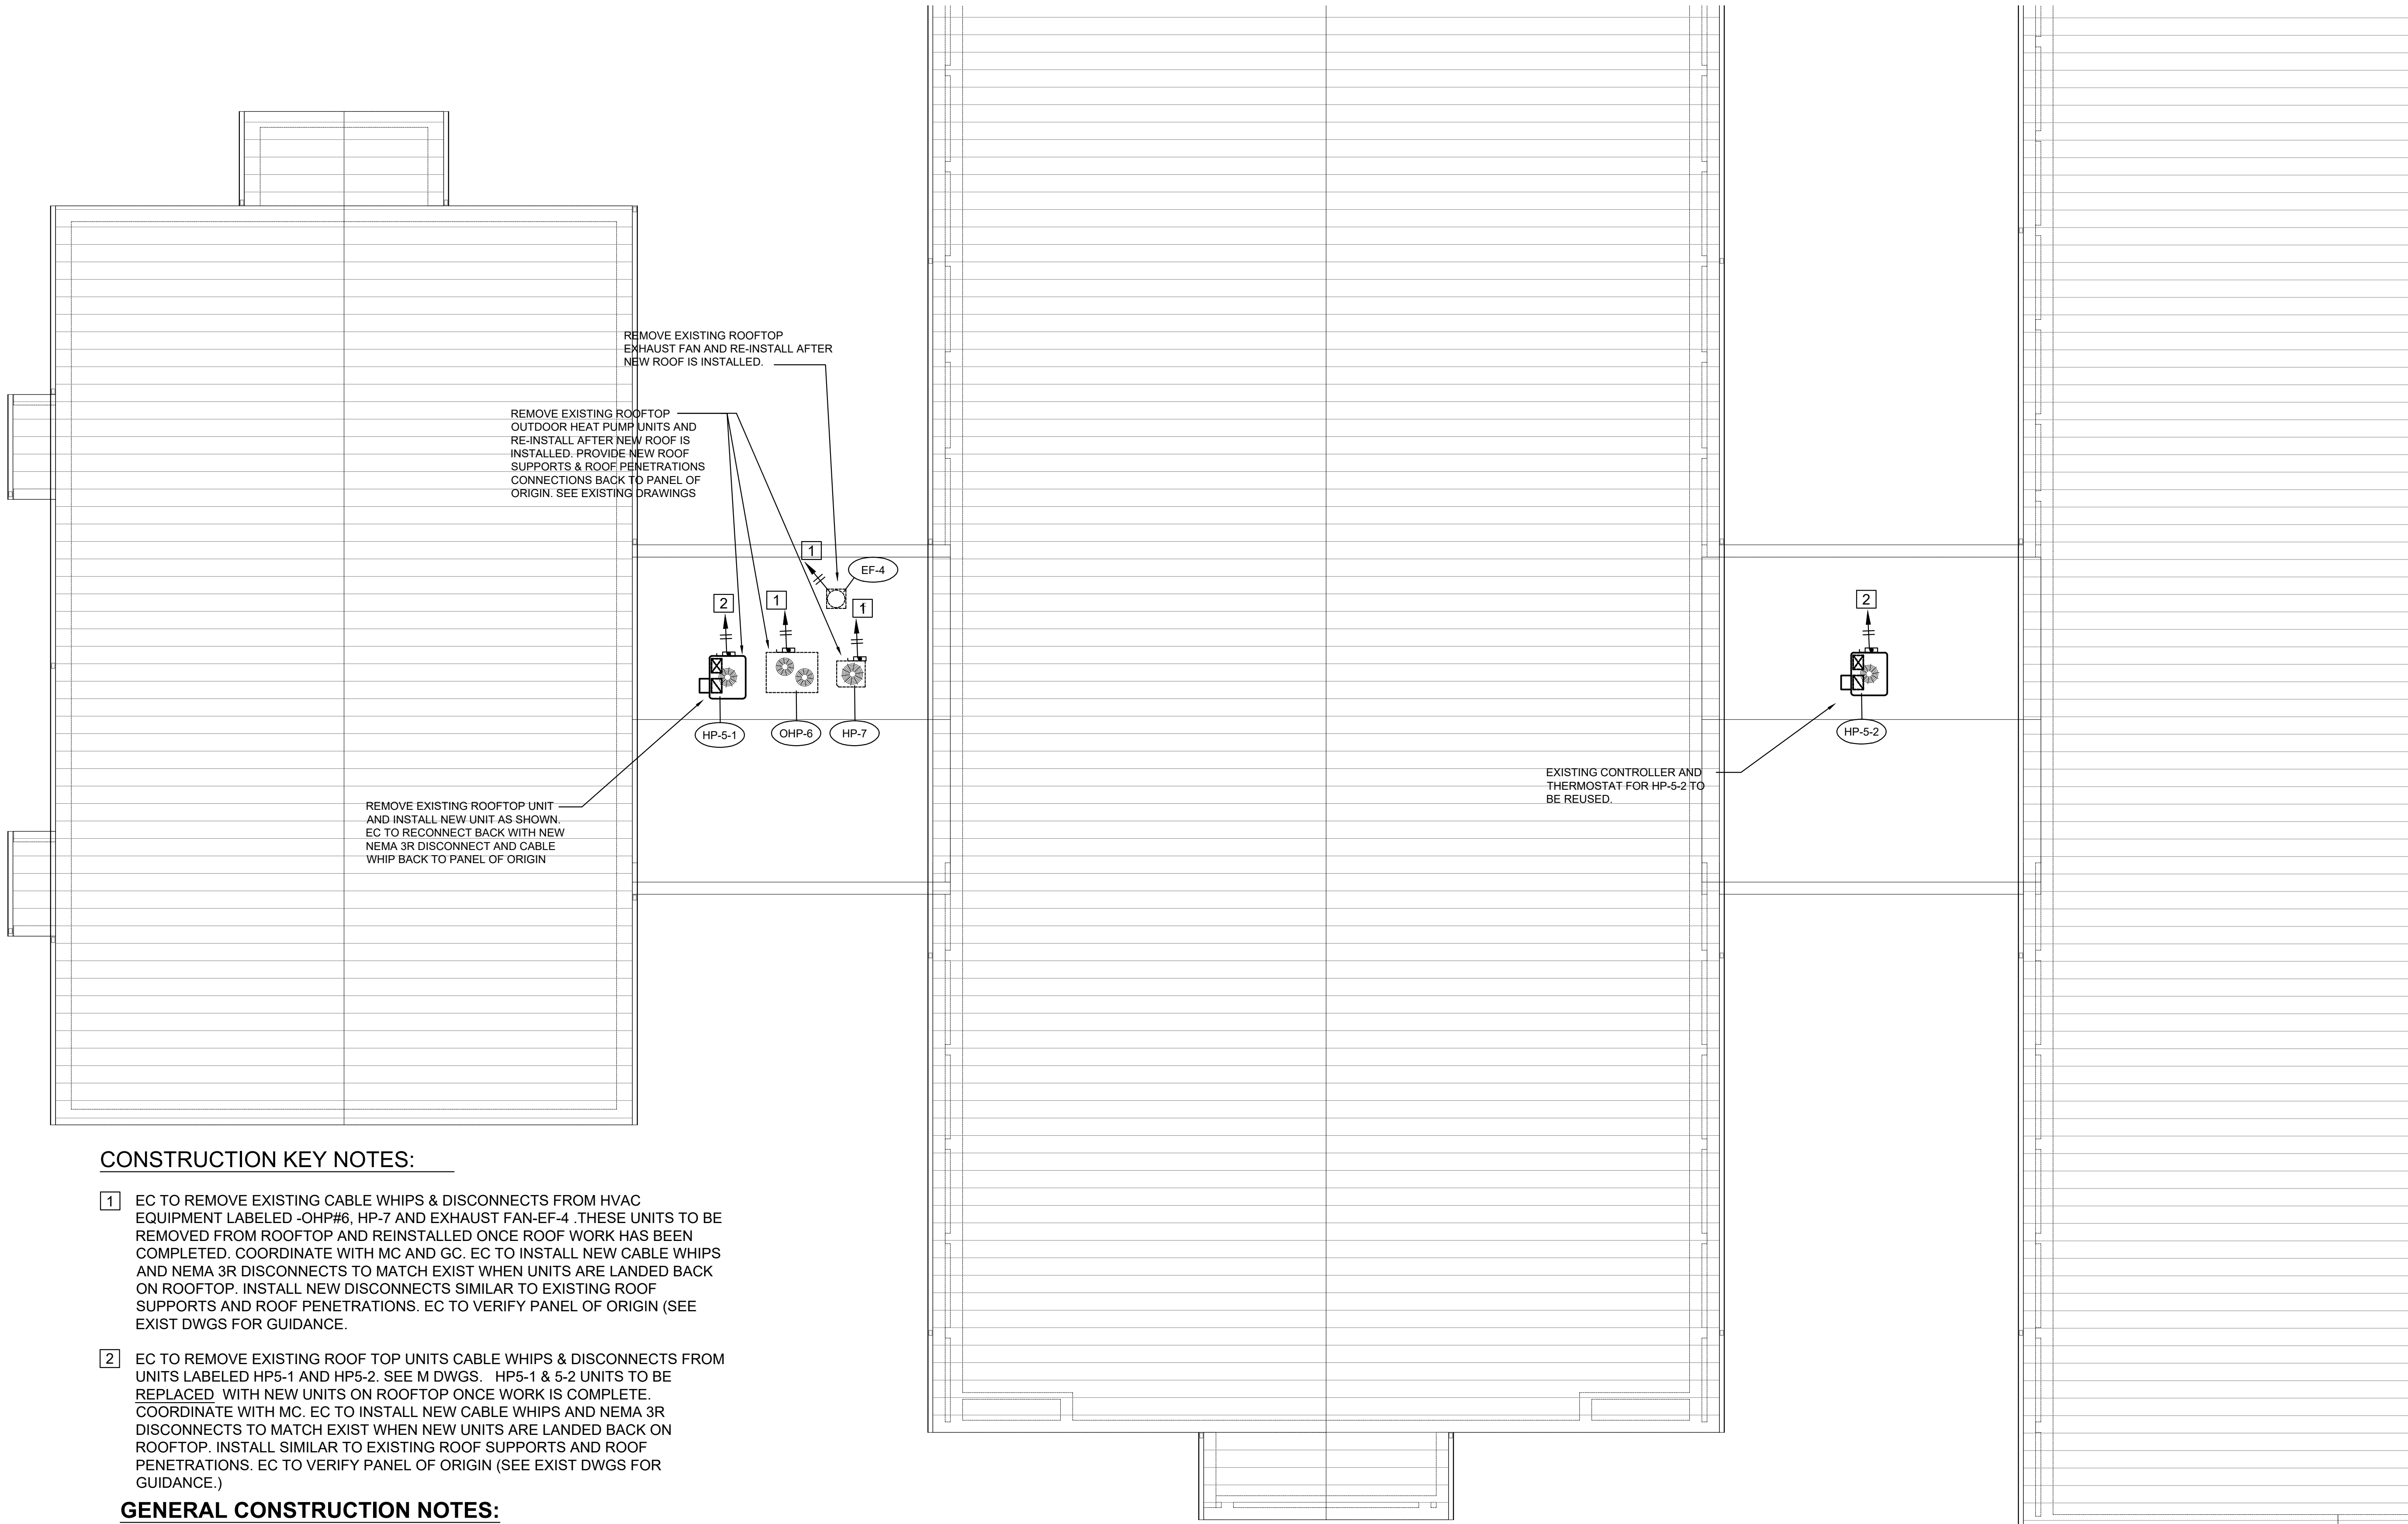 REMOVE EXISTING ROOFTOP
EXHAUST FAN AND RE-INSTALL AFTER
NEW ROOF IS INSTALLED.
REMOVE EXISTING ROOFTOP
OUTDOOR HEAT PUMP UNITS AND
RE-INSTALL AFTER NEW ROOF IS
INSTALLED. PROVIDE NEW ROOF
SUPPORTS & ROOF PENETRATIONS
CONNECTIONS BACK TO PANEL OF
ORIGIN. SEE EXISTING DRAWINGS
1
EF-4
2
1
1
2
HP-5-1
OHP-6
HP-7
HP-5-2
EXISTING CONTROLLER AND
THERMOSTAT FOR HP-5-2 TO
BE REUSED.
REMOVE EXISTING ROOFTOP UNIT
AND INSTALL NEW UNIT AS SHOWN.
EC TO RECONNECT BACK WITH NEW
NEMA 3R DISCONNECT AND CABLE
WHIP BACK TO PANEL OF ORIGIN
CONSTRUCTION KEY NOTES:
1 EC TO REMOVE EXISTING CABLE WHIPS & DISCONNECTS FROM HVAC
EQUIPMENT LABELED -OHP#6, HP-7 AND EXHAUST FAN-EF-4 .THESE UNITS TO BE
REMOVED FROM ROOFTOP AND REINSTALLED ONCE ROOF WORK HAS BEEN
COMPLETED. COORDINATE WITH MC AND GC. EC TO INSTALL NEW CABLE WHIPS
AND NEMA 3R DISCONNECTS TO MATCH EXIST WHEN UNITS ARE LANDED BACK
ON ROOFTOP. INSTALL NEW DISCONNECTS SIMILAR TO EXISTING ROOF
SUPPORTS AND ROOF PENETRATIONS. EC TO VERIFY PANEL OF ORIGIN (SEE
EXIST DWGS FOR GUIDANCE.
2 EC TO REMOVE EXISTING ROOF TOP UNITS CABLE WHIPS & DISCONNECTS FROM
UNITS LABELED HP5-1 AND HP5-2. SEE M DWGS. HP5-1 & 5-2 UNITS TO BE
REPLACED WITH NEW UNITS ON ROOFTOP ONCE WORK IS COMPLETE.
COORDINATE WITH MC. EC TO INSTALL NEW CABLE WHIPS AND NEMA 3R
DISCONNECTS TO MATCH EXIST WHEN NEW UNITS ARE LANDED BACK ON
ROOFTOP. INSTALL SIMILAR TO EXISTING ROOF SUPPORTS AND ROOF
PENETRATIONS. EC TO VERIFY PANEL OF ORIGIN (SEE EXIST DWGS FOR
GUIDANCE.)
GENERAL CONSTRUCTION NOTES: